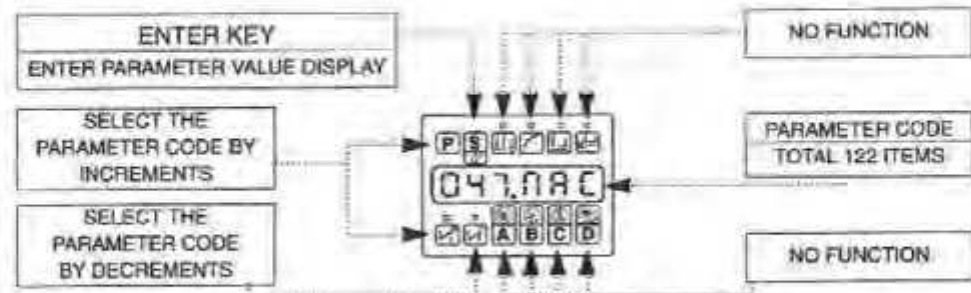 ENTER KEY
ENTER PARAMETER VALUE DISPLAY
NO FUNCTION
SELECT THE
PARAMETER CODE BY
INCREMENTS
P S
PARAMETER CODE
TOTAL 122 ITEMS
047.MAC
SELECT THE
PARAMETER CODE
BY DECREMENTS
A B C D
NO FUNCTION